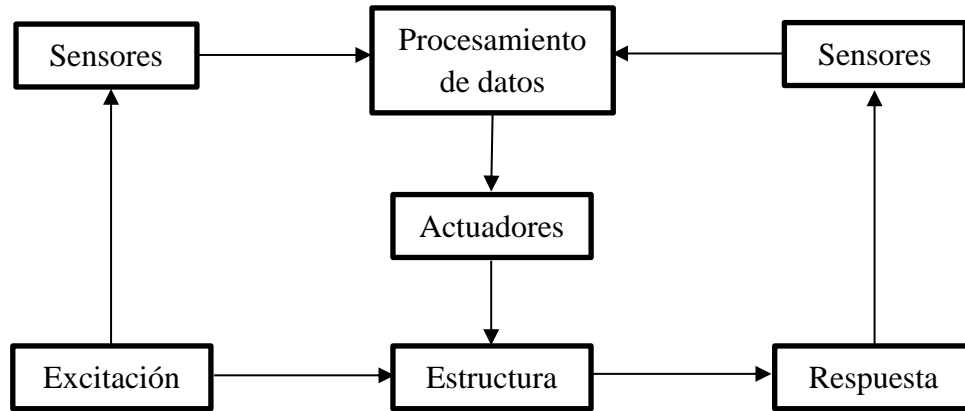 Sensores
Procesamiento
de datos
Sensores
Actuadores
Excitación
Estructura
Respuesta